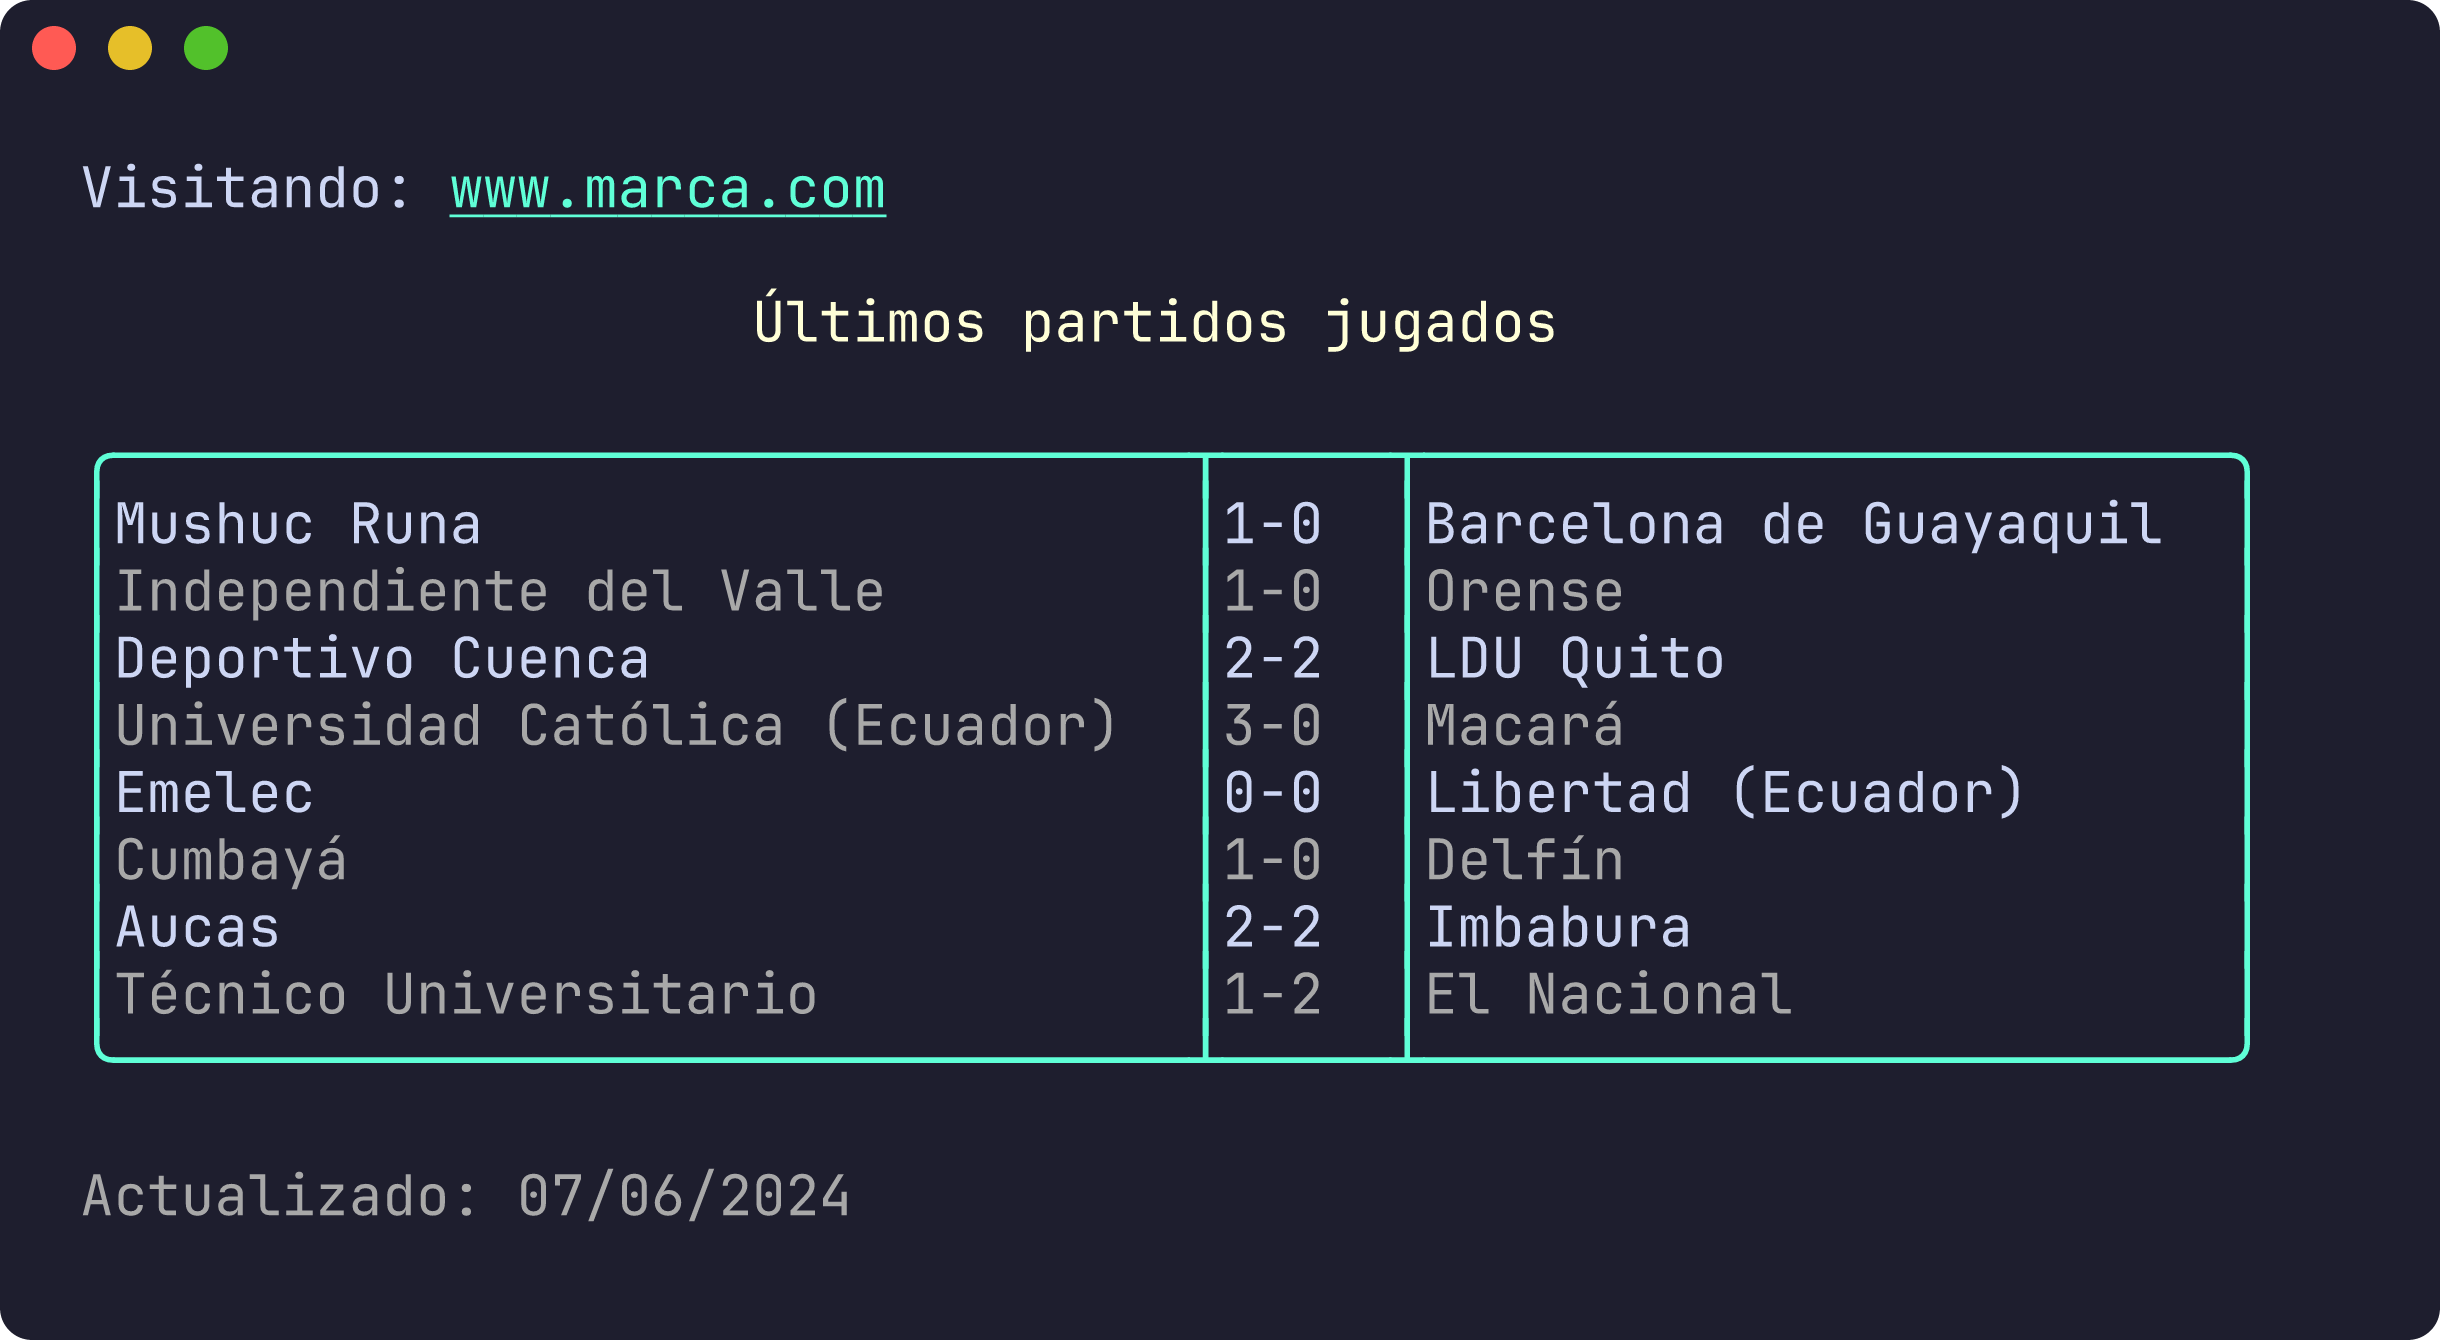 Visitando: www.marca.com
Últimos partidos jugados
Mushuc Runa 1-0 Barcelona de Guayaquil
Independiente del Valle 1-0 Orense
Deportivo Cuenca 2-2 LDU Quito
Universidad Católica (Ecuador) 3-0 Macará
Emelec 0-0 Libertad (Ecuador)
Cumbayá 1-0 Delfín
Aucas 2-2 Imbabura
Técnico Universitario 1-2 El Nacional
Actualizado: 07/06/2024